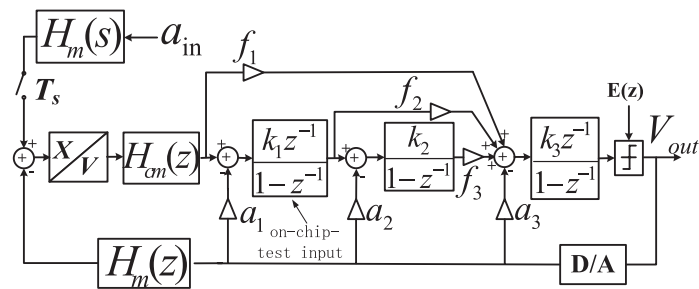 H_m(s)
a_in
T_s
X/V
H_cm(z)
f_1
f_2
f_3
k_1z^{-1}
1-z^{-1}
k_2
1-z^{-1}
k_3z^{-1}
1-z^{-1}
E(z)
V_out
a_1
a_2
a_3
on-chip-
test input
H_m(z)
D/A